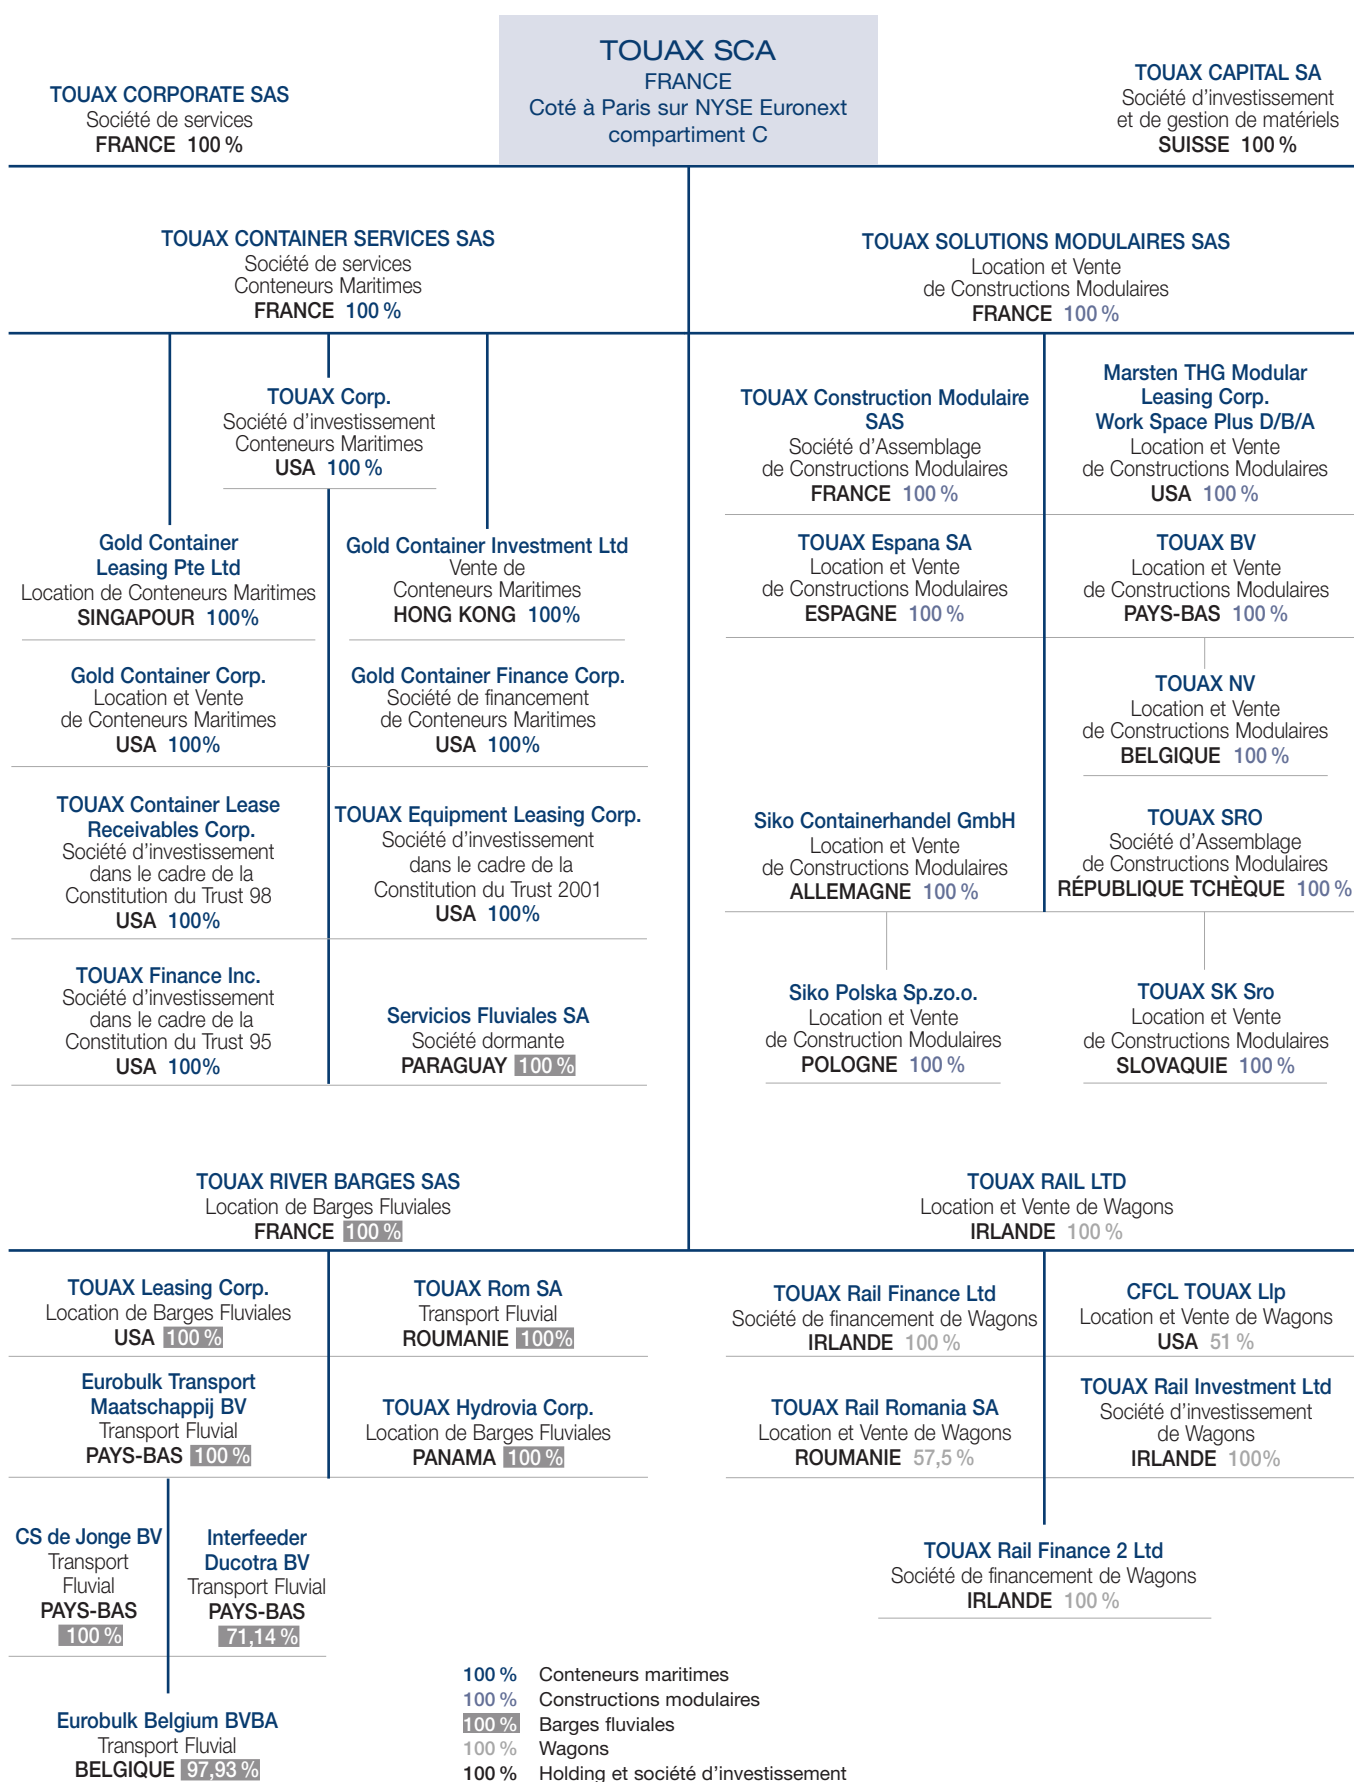 TOUAX SCA
FRANCE
Coté à Paris sur NYSE Euronext
compartiment C
TOUAX CORPORATE SAS
Société de services
FRANCE 100 %
TOUAX CAPITAL SA
Société d'investissement
et de gestion de matériels
SUISSE 100 %
TOUAX CONTAINER SERVICES SAS
Société de services
Conteneurs Maritimes
FRANCE 100 %
TOUAX SOLUTIONS MODULAIRES SAS
Location et Vente
de Constructions Modulaires
FRANCE 100 %
TOUAX Corp.
Société d'investissement
Conteneurs Maritimes
USA 100 %
Gold Container
Leasing Pte Ltd
Location de Conteneurs Maritimes
SINGAPOUR 100%
Gold Container Investment Ltd
Vente de
Conteneurs Maritimes
HONG KONG 100%
Gold Container Corp.
Location et Vente
de Conteneurs Maritimes
USA 100%
Gold Container Finance Corp.
Société de financement
de Conteneurs Maritimes
USA 100%
TOUAX Container Lease
Receivables Corp.
Société d'investissement
dans le cadre de la
Constitution du Trust 98
USA 100%
TOUAX Equipment Leasing Corp.
Société d'investissement
dans le cadre de la
Constitution du Trust 2001
USA 100%
TOUAX Finance Inc.
Société d'investissement
dans le cadre de la
Constitution du Trust 95
USA 100%
Servicios Fluviales SA
Société dormante
PARAGUAY 100 %
TOUAX Construction Modulaire
SAS
Société d'Assemblage
de Constructions Modulaires
FRANCE 100 %
Marsten THG Modular
Leasing Corp.
Work Space Plus D/B/A
Location et Vente
de Constructions Modulaires
USA 100 %
TOUAX Espana SA
Location et Vente
de Constructions Modulaires
ESPAGNE 100 %
TOUAX BV
Location et Vente
de Constructions Modulaires
PAYS-BAS 100 %
TOUAX NV
Location et Vente
de Constructions Modulaires
BELGIQUE 100 %
Siko Containerhandel GmbH
Location et Vente
de Constructions Modulaires
ALLEMAGNE 100 %
TOUAX SRO
Société d'Assemblage
de Constructions Modulaires
RÉPUBLIQUE TCHÈQUE 100 %
Siko Polska Sp.zo.o.
Location et Vente
de Construction Modulaires
POLOGNE 100 %
TOUAX SK Sro
Location et Vente
de Constructions Modulaires
SLOVAQUIE 100 %
TOUAX RIVER BARGES SAS
Location de Barges Fluviales
FRANCE 100 %
TOUAX RAIL LTD
Location et Vente de Wagons
IRLANDE 100 %
TOUAX Leasing Corp.
Location de Barges Fluviales
USA 100 %
TOUAX Rom SA
Transport Fluvial
ROUMANIE 100%
Eurobulk Transport
Maatschappij BV
Transport Fluvial
PAYS-BAS 100 %
TOUAX Hydrovia Corp.
Location de Barges Fluviales
PANAMA 100 %
CS de Jonge BV
Transport
Fluvial
PAYS-BAS
100 %
Interfeeder
Ducotra BV
Transport Fluvial
PAYS-BAS
71,14 %
Eurobulk Belgium BVBA
Transport Fluvial
BELGIQUE 97,93 %
TOUAX Rail Finance Ltd
Société de financement de Wagons
IRLANDE 100 %
CFCL TOUAX Llp
Location et Vente de Wagons
USA 51 %
TOUAX Rail Romania SA
Location et Vente de Wagons
ROUMANIE 57,5 %
TOUAX Rail Investment Ltd
Société d'investissement
de Wagons
IRLANDE 100%
TOUAX Rail Finance 2 Ltd
Société de financement de Wagons
IRLANDE 100 %
100 % Conteneurs maritimes
100 % Constructions modulaires
100 % Barges fluviales
100 % Wagons
100 % Holding et société d'investissement